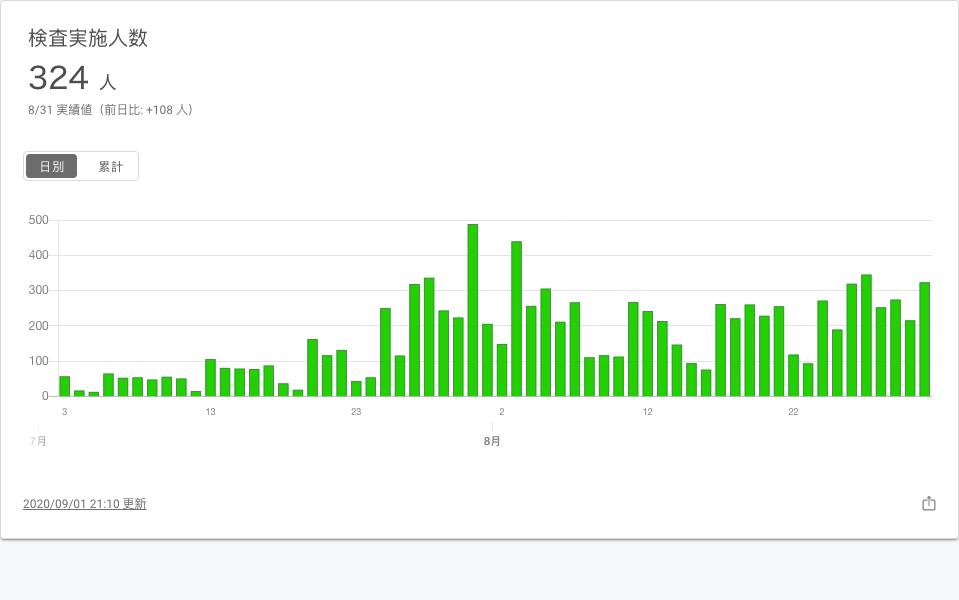 検査実施人数
324 人
8/31 実績値（前日比: +108 人）
日別 累計
500
400
300
200
100
0
3 13 23 2 12 22
7月 8月
2020/09/01 21:10 更新